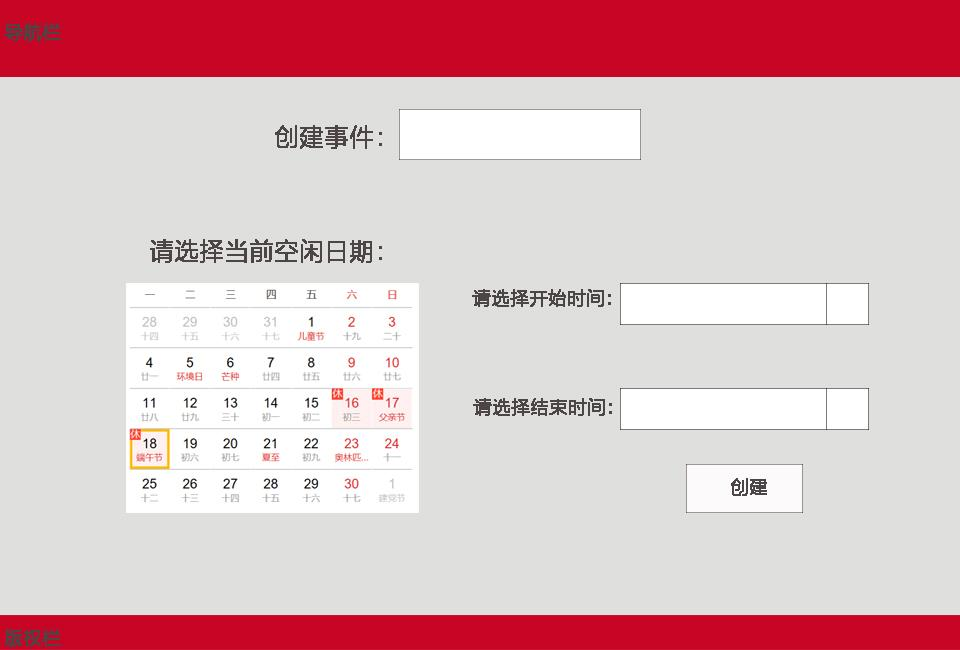 导航栏
创建事件：
请选择当前空闲日期：
一 二 三 四 五 六 日
28 29 30 31 1 2 3
十四 十五 十六 十七 儿童节 十九 二十
4 5 6 7 8 9 10
廿一 环境日 芒种 廿四 廿五 廿六 廿七
休 休
11 12 13 14 15 16 17
廿八 廿九 三十 初一 初二 初三 父亲节
休
18 19 20 21 22 23 24
端午节 初六 初七 夏至 初九 奥林匹... 十一
25 26 27 28 29 30 1
十二 十三 十四 十五 十六 十七 建党节
请选择开始时间：
请选择结束时间：
创建
版权栏